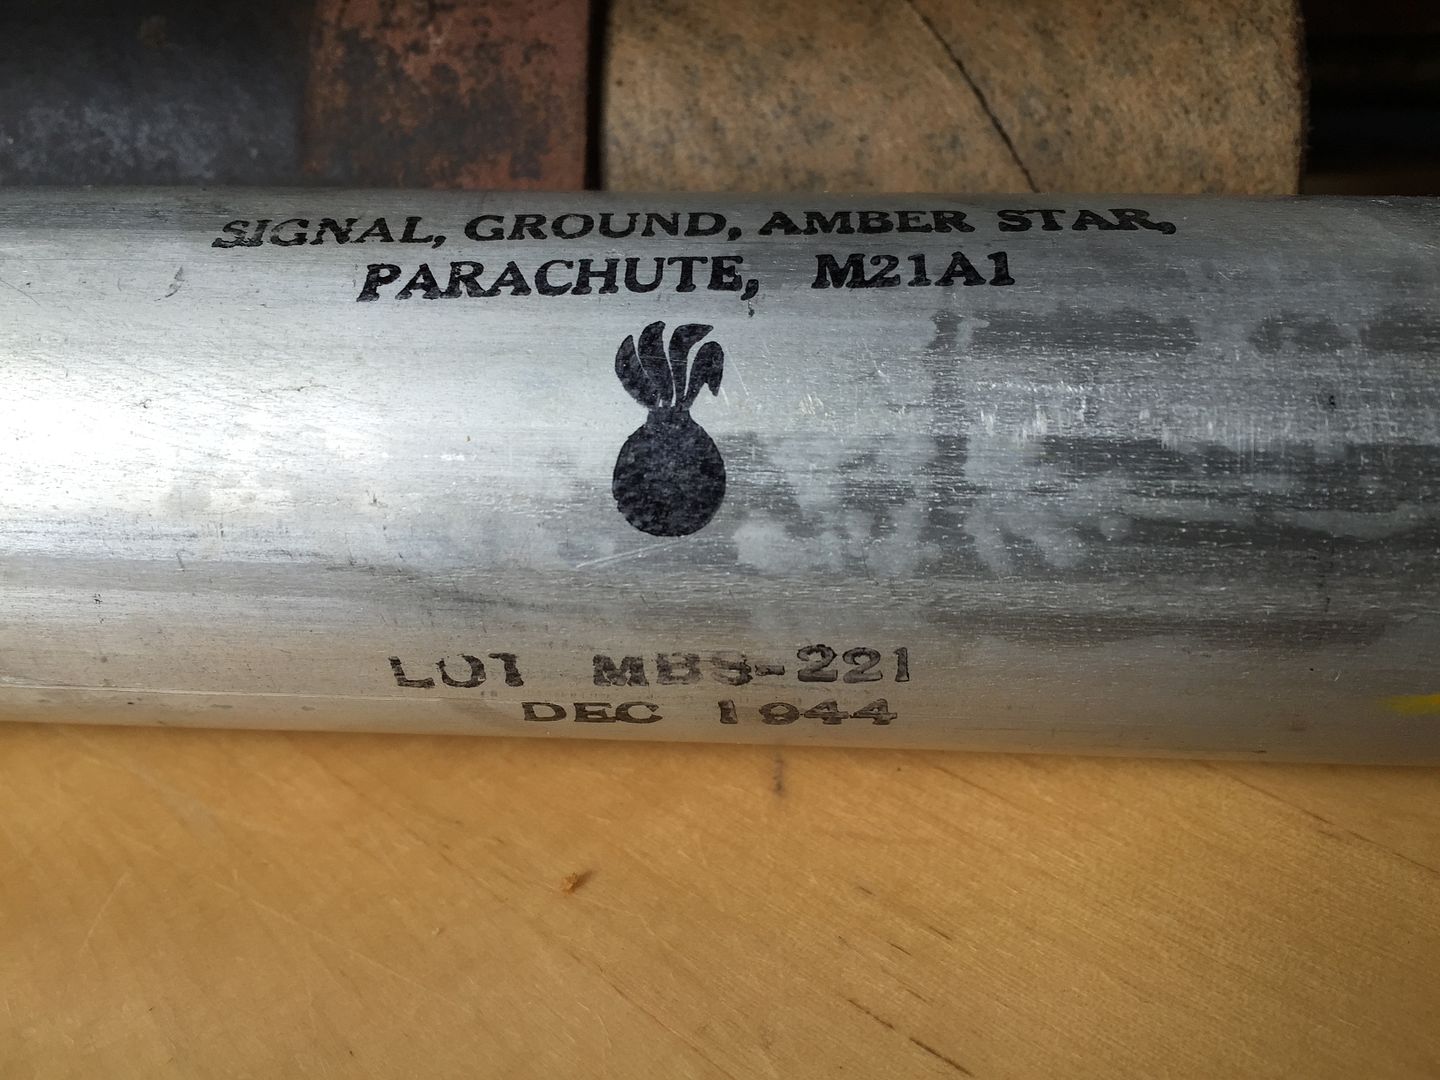 SIGNAL, GROUND, AMBER STAR,
PARACHUTE, M21A1
LOT MBS-221
DEC 1944